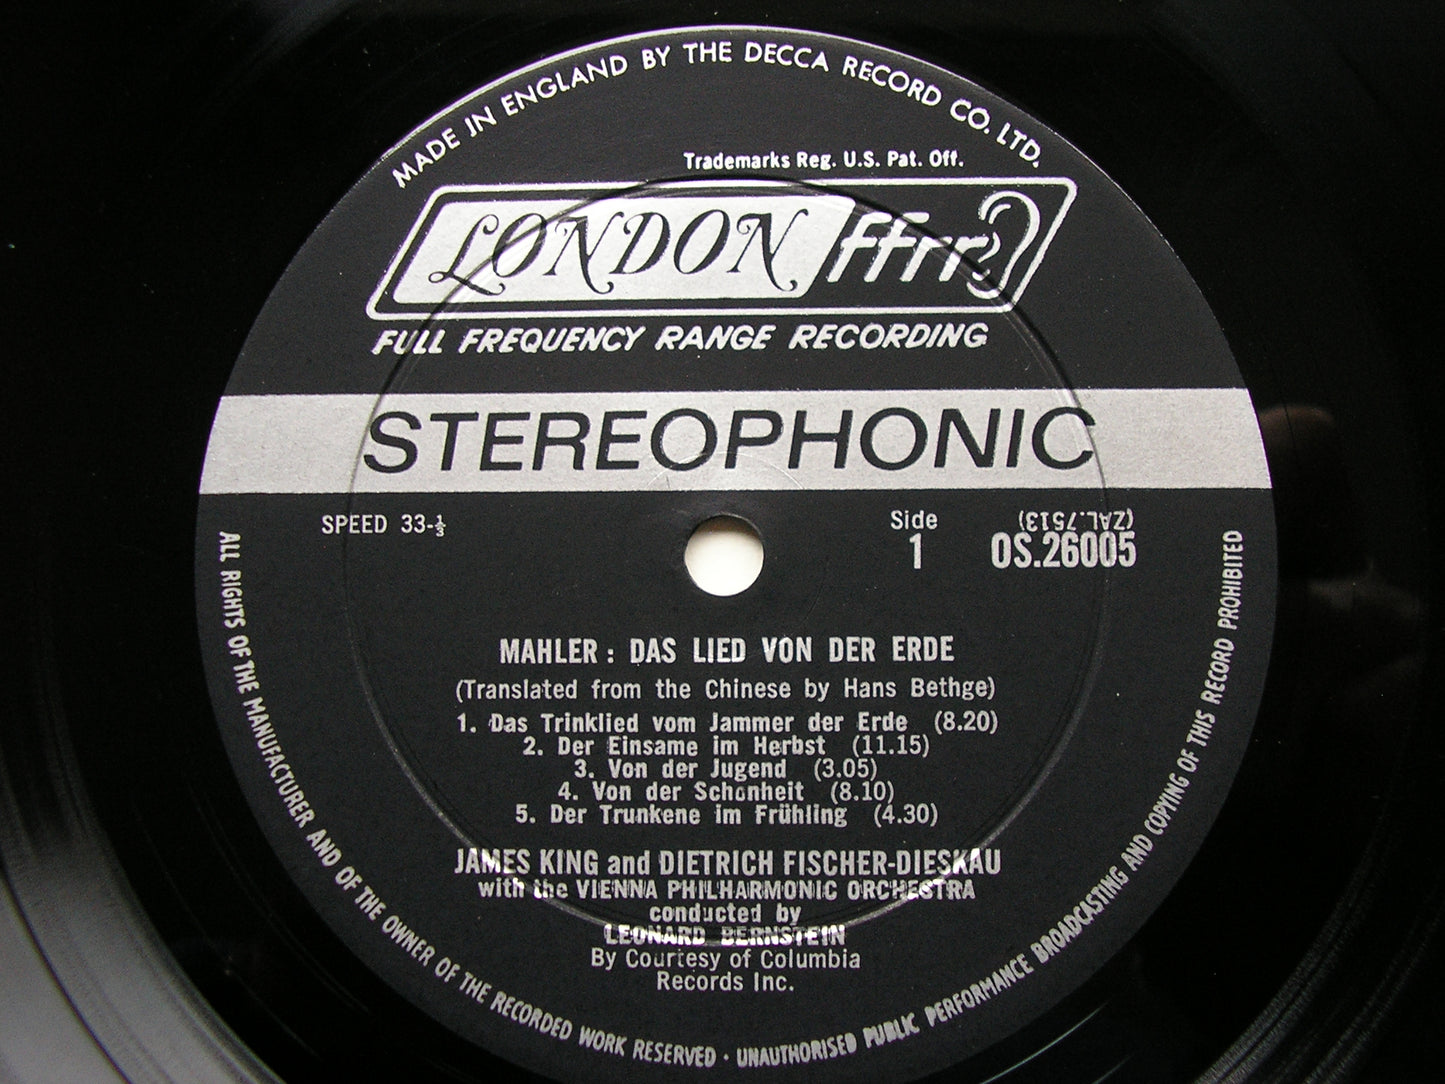 MADE IN ENGLAND BY THE DECCA RECORD CO. LTD.
Trademarks Reg. U.S. Pat. Off.
LONDON ffrr
FULL FREQUENCY RANGE RECORDING
STEREOPHONIC
SPEED 33-⅓
Side
1
(ZAL.7513)
OS.26005
MAHLER : DAS LIED VON DER ERDE
(Translated from the Chinese by Hans Bethge)
1. Das Trinklied vom Jammer der Erde (8.20)
2. Der Einsame im Herbst (11.15)
3. Von der Jugend (3.05)
4. Von der Schonheit (8.10)
5. Der Trunkene im Frühling (4.30)
JAMES KING and DIETRICH FISCHER-DIESKAU
with the VIENNA PHILHARMONIC ORCHESTRA
conducted by
LEONARD BERNSTEIN
By Courtesy of Columbia
Records Inc.
ALL RIGHTS OF THE MANUFACTURER AND OF THE OWNER OF THE RECORDED WORK RESERVED · UNAUTHORISED PUBLIC PERFORMANCE BROADCASTING AND COPYING OF THIS RECORD PROHIBITED